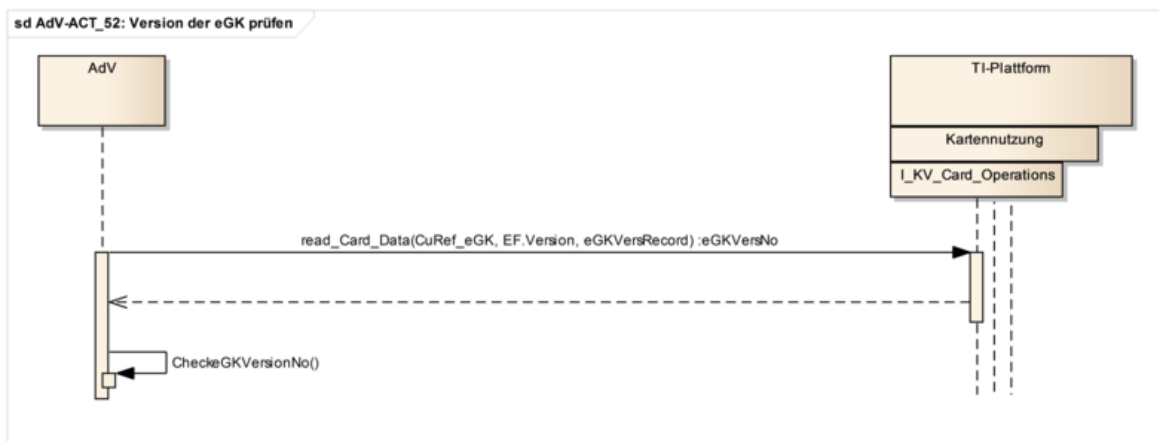 sd AdV-ACT_52: Version der eGK prüfen
AdV
TI-Plattform
Kartennutzung
I_KV_Card_Operations
read_Card_Data(CuRef_eGK, EF.Version, eGKVersRecord) :eGKVersNo
CheckeGKVersionNo()